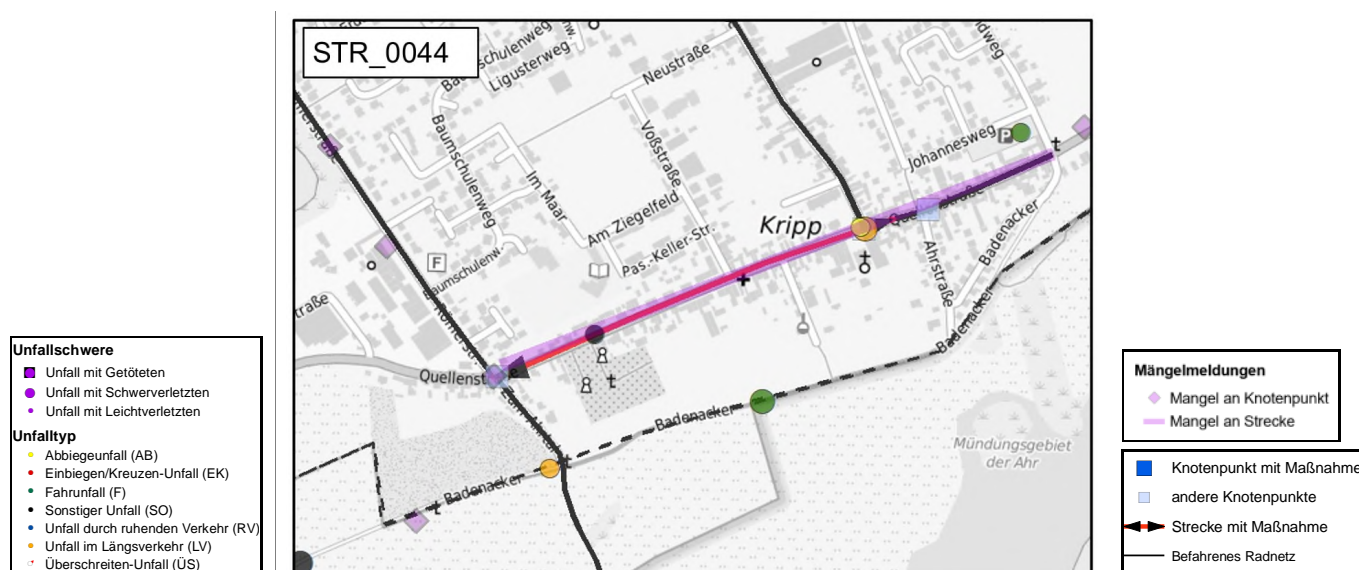 STR_0044
Ligusterweg
Neustraße
Baumschulenweg
Voßstraße
Im Maar
Am Ziegelfeld
Pas.-Keller-Str.
Kripp
Johannesweg
P
Ahrstraße
Badenacker
Badenacker
F
Baumschulenw.
Römerstr.
Badenacker
Badenacker
Mündungsgebiet
der Ahr
Unfallschwere
Unfall mit Getöteten
Unfall mit Schwerverletzten
Unfall mit Leichtverletzten
Unfalltyp
Abbiegeunfall (AB)
Einbiegen/Kreuzen-Unfall (EK)
Fahrunfall (F)
Sonstiger Unfall (SO)
Unfall durch ruhenden Verkehr (RV)
Unfall im Längsverkehr (LV)
Überschreiten-Unfall (ÜS)
Mängelmeldungen
Mangel an Knotenpunkt
Mangel an Strecke
Knotenpunkt mit Maßnahme
andere Knotenpunkte
Strecke mit Maßnahme
Befahrenes Radnetz